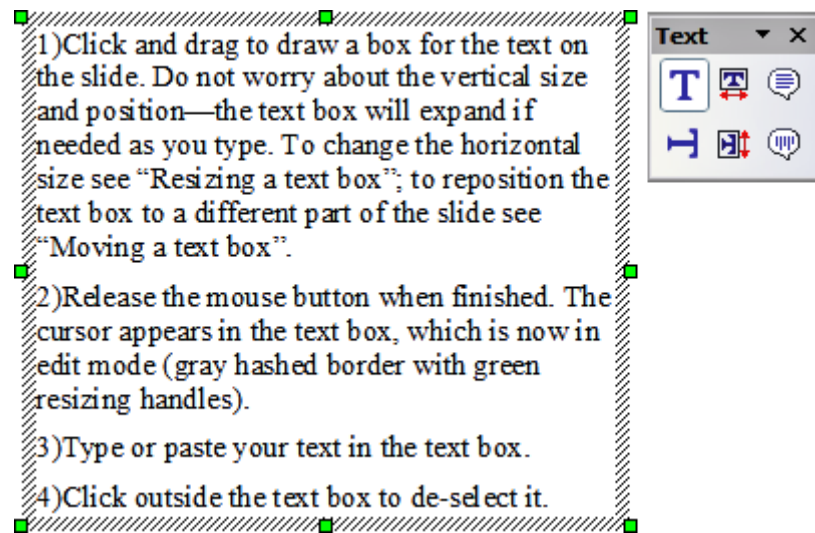 1)Click and drag to draw a box for the text on
the slide. Do not worry about the vertical size
and position—the text box will expand if
needed as you type. To change the horizontal
size see “Resizing a text box”; to reposition the
text box to a different part of the slide see
“Moving a text box”.
2)Release the mouse button when finished. The
cursor appears in the text box, which is now in
edit mode (gray hashed border with green
resizing handles).
3)Type or paste your text in the text box.
4)Click outside the text box to de-select it.
Text